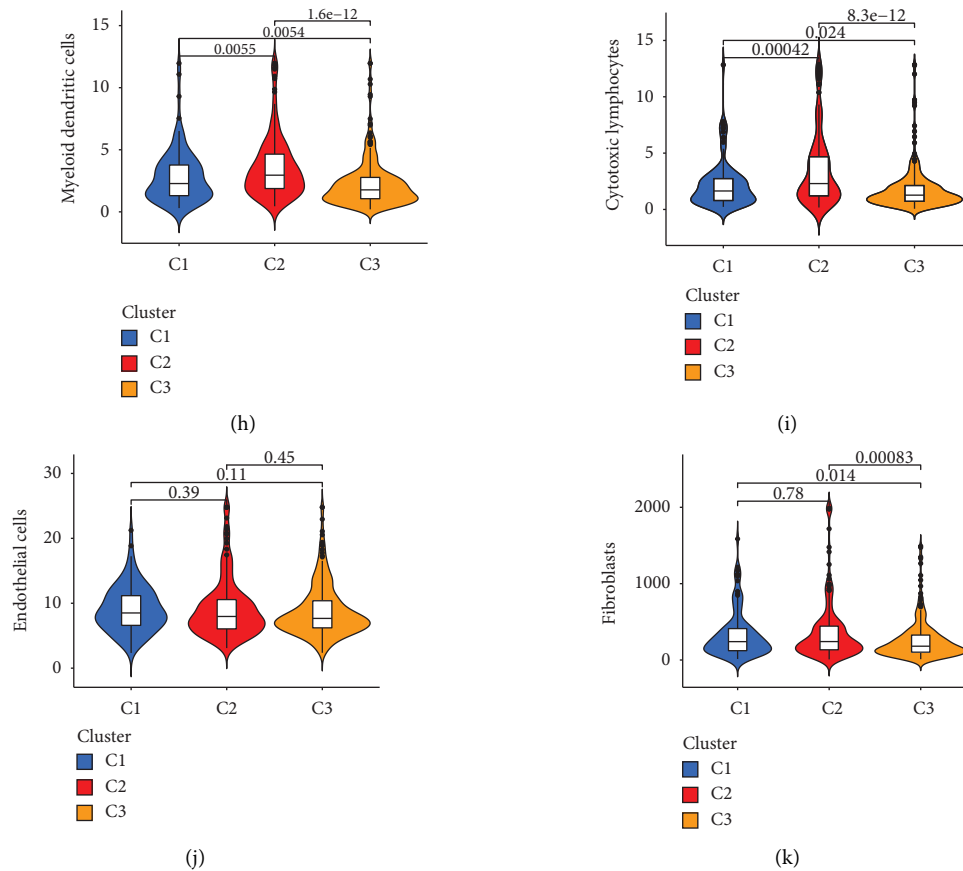 Myeloid dendritic cells
15
10
5
0
1.6e−12
0.0054
0.0055
C1 C2 C3
Cluster
C1
C2
C3
(h)
Cytotoxic lymphocytes
15
10
5
0
8.3e−12
0.024
0.00042
C1 C2 C3
Cluster
C1
C2
C3
(i)
Endothelial cells
30
20
10
0
0.45
0.11
0.39
C1 C2 C3
Cluster
C1
C2
C3
(j)
Fibroblasts
2000
1000
0
0.00083
0.014
0.78
C1 C2 C3
Cluster
C1
C2
C3
(k)